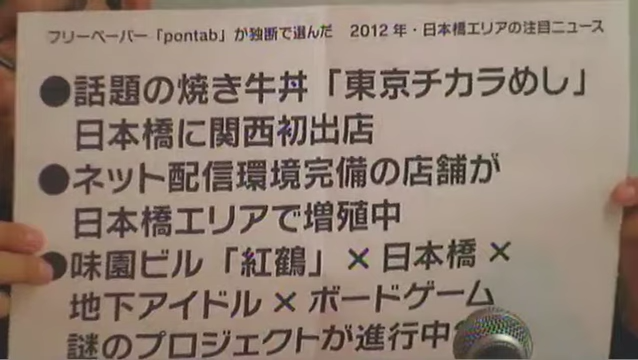 フリーペーパー「pontab」が独断で選んだ 2012年・日本橋エリアの注目ニュース
●話題の焼き牛丼「東京チカラめし」
日本橋に関西初出店
●ネット配信環境完備の店舗が
日本橋エリアで増殖中
●味園ビル「紅鶴」×日本橋×
地下アイドル×ボードゲーム
謎のプロジェクトが進行中